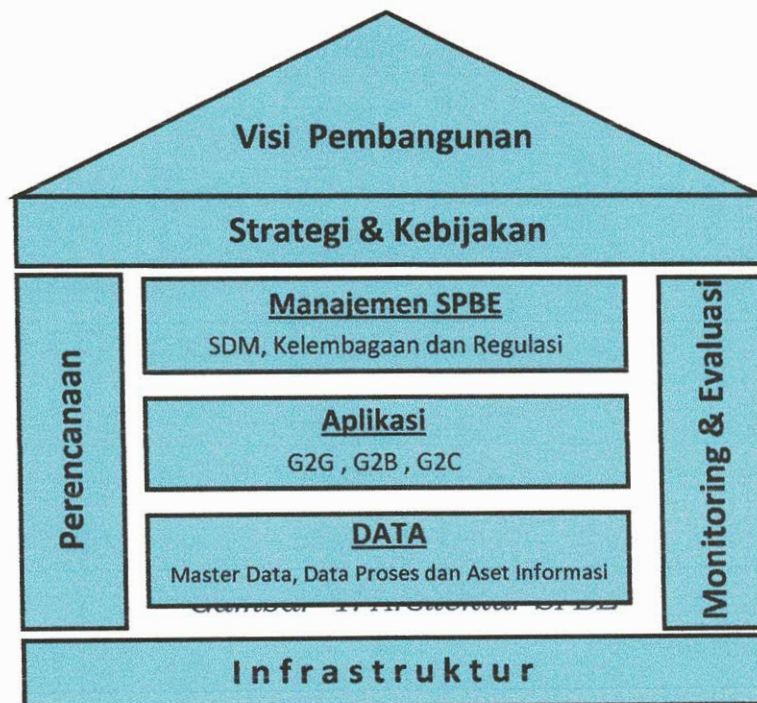 Visi Pembangunan
Strategi & Kebijakan
Perencanaan
Manajemen SPBE
SDM, Kelembagaan dan Regulasi
Aplikasi
G2G , G2B , G2C
DATA
Master Data, Data Proses dan Aset Informasi
Monitoring & Evaluasi
Infrastruktur